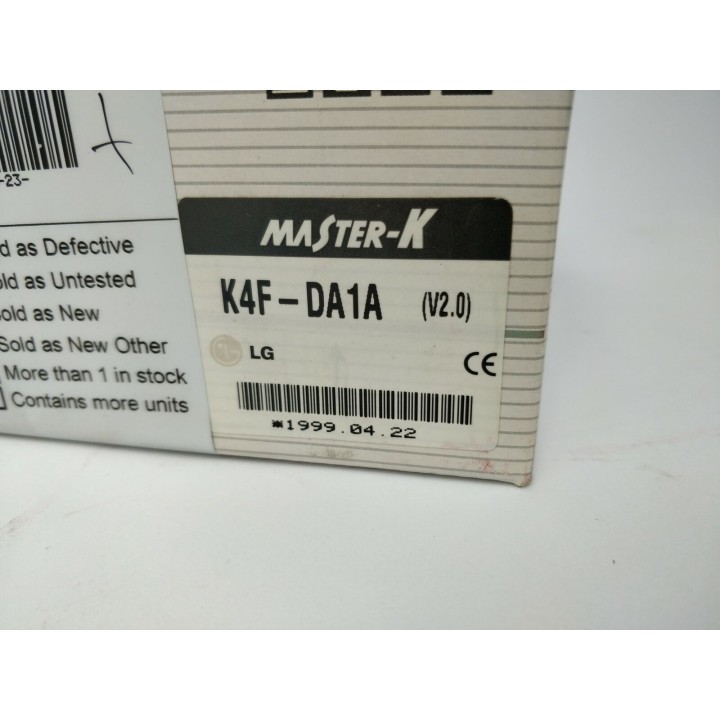 -23-
d as Defective
old as Untested
Sold as New
Sold as New Other
More than 1 in stock
Contains more units
MASTER-K
K4F-DA1A (V2.0)
LG
CE
*1999.04.22